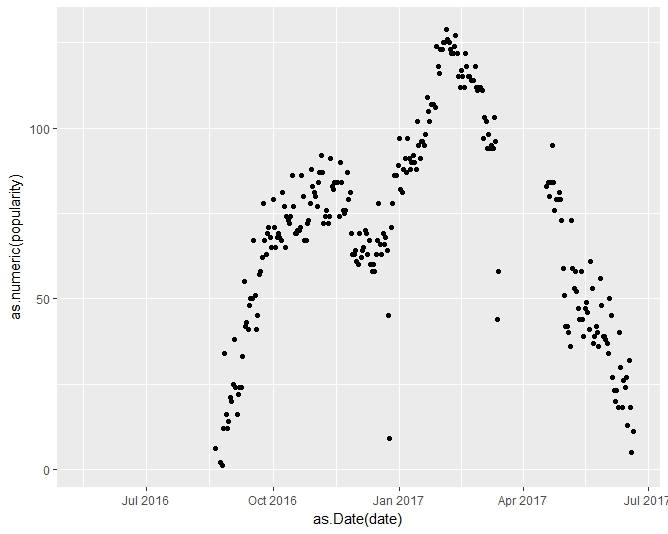 100
50
0
as.numeric(popularity)
Jul 2016 Oct 2016 Jan 2017 Apr 2017 Jul 2017
as.Date(date)